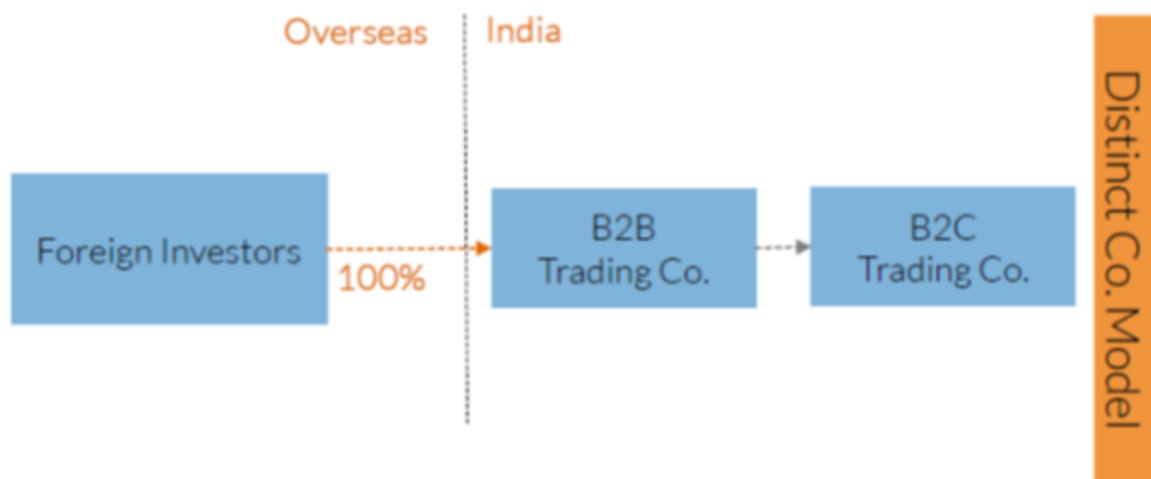 Overseas
India
Foreign Investors
100%
B2B
Trading Co.
B2C
Trading Co.
Distinct Co. Model